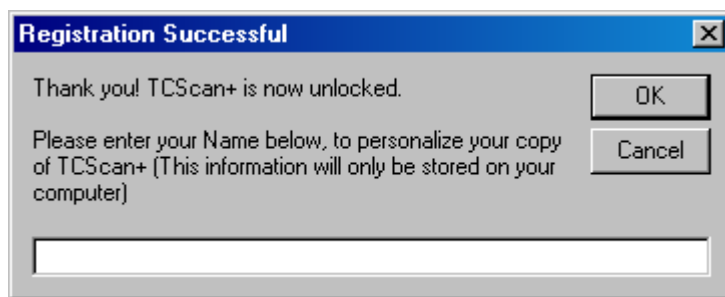 Registration Successful
Thank you! TCScan+ is now unlocked.
OK
Please enter your Name below, to personalize your copy
of TCScan+ (This information will only be stored on your
computer)
Cancel